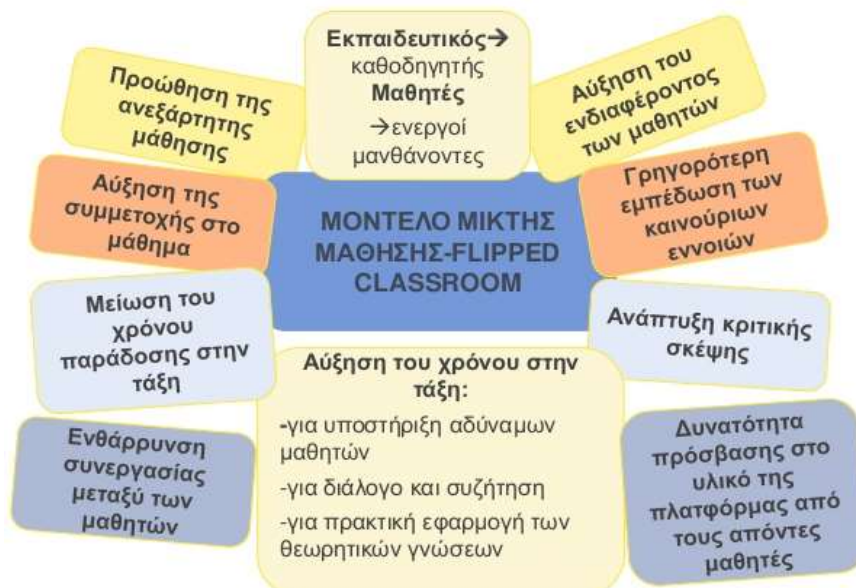 Εκπαιδευτικός→
καθοδηγητής
Μαθητές
→ενεργοί
μανθάνοντες
Προώθηση της
ανεξάρτητης
μάθησης
Αύξηση του
ενδιαφέροντος
των μαθητών
Αύξηση της
συμμετοχής στο
μάθημα
ΜΟΝΤΕΛΟ ΜΙΚΤΗΣ
ΜΑΘΗΣΗΣ-FLIPPED
CLASSROOM
Γρηγορότερη
εμπέδωση των
καινούριων
εννοιών
Μείωση του
χρόνου
παράδοσης στην
τάξη
Ανάπτυξη κριτικής
σκέψης
Αύξηση του χρόνου στην
τάξη:
-για υποστήριξη αδύναμων
μαθητών
-για διάλογο και συζήτηση
-για πρακτική εφαρμογή των
θεωρητικών γνώσεων
Ενθάρρυνση
συνεργασίας
μεταξύ των
μαθητών
Δυνατότητα
πρόσβασης στο
υλικό της
πλατφόρμας από
τους απόντες
μαθητές